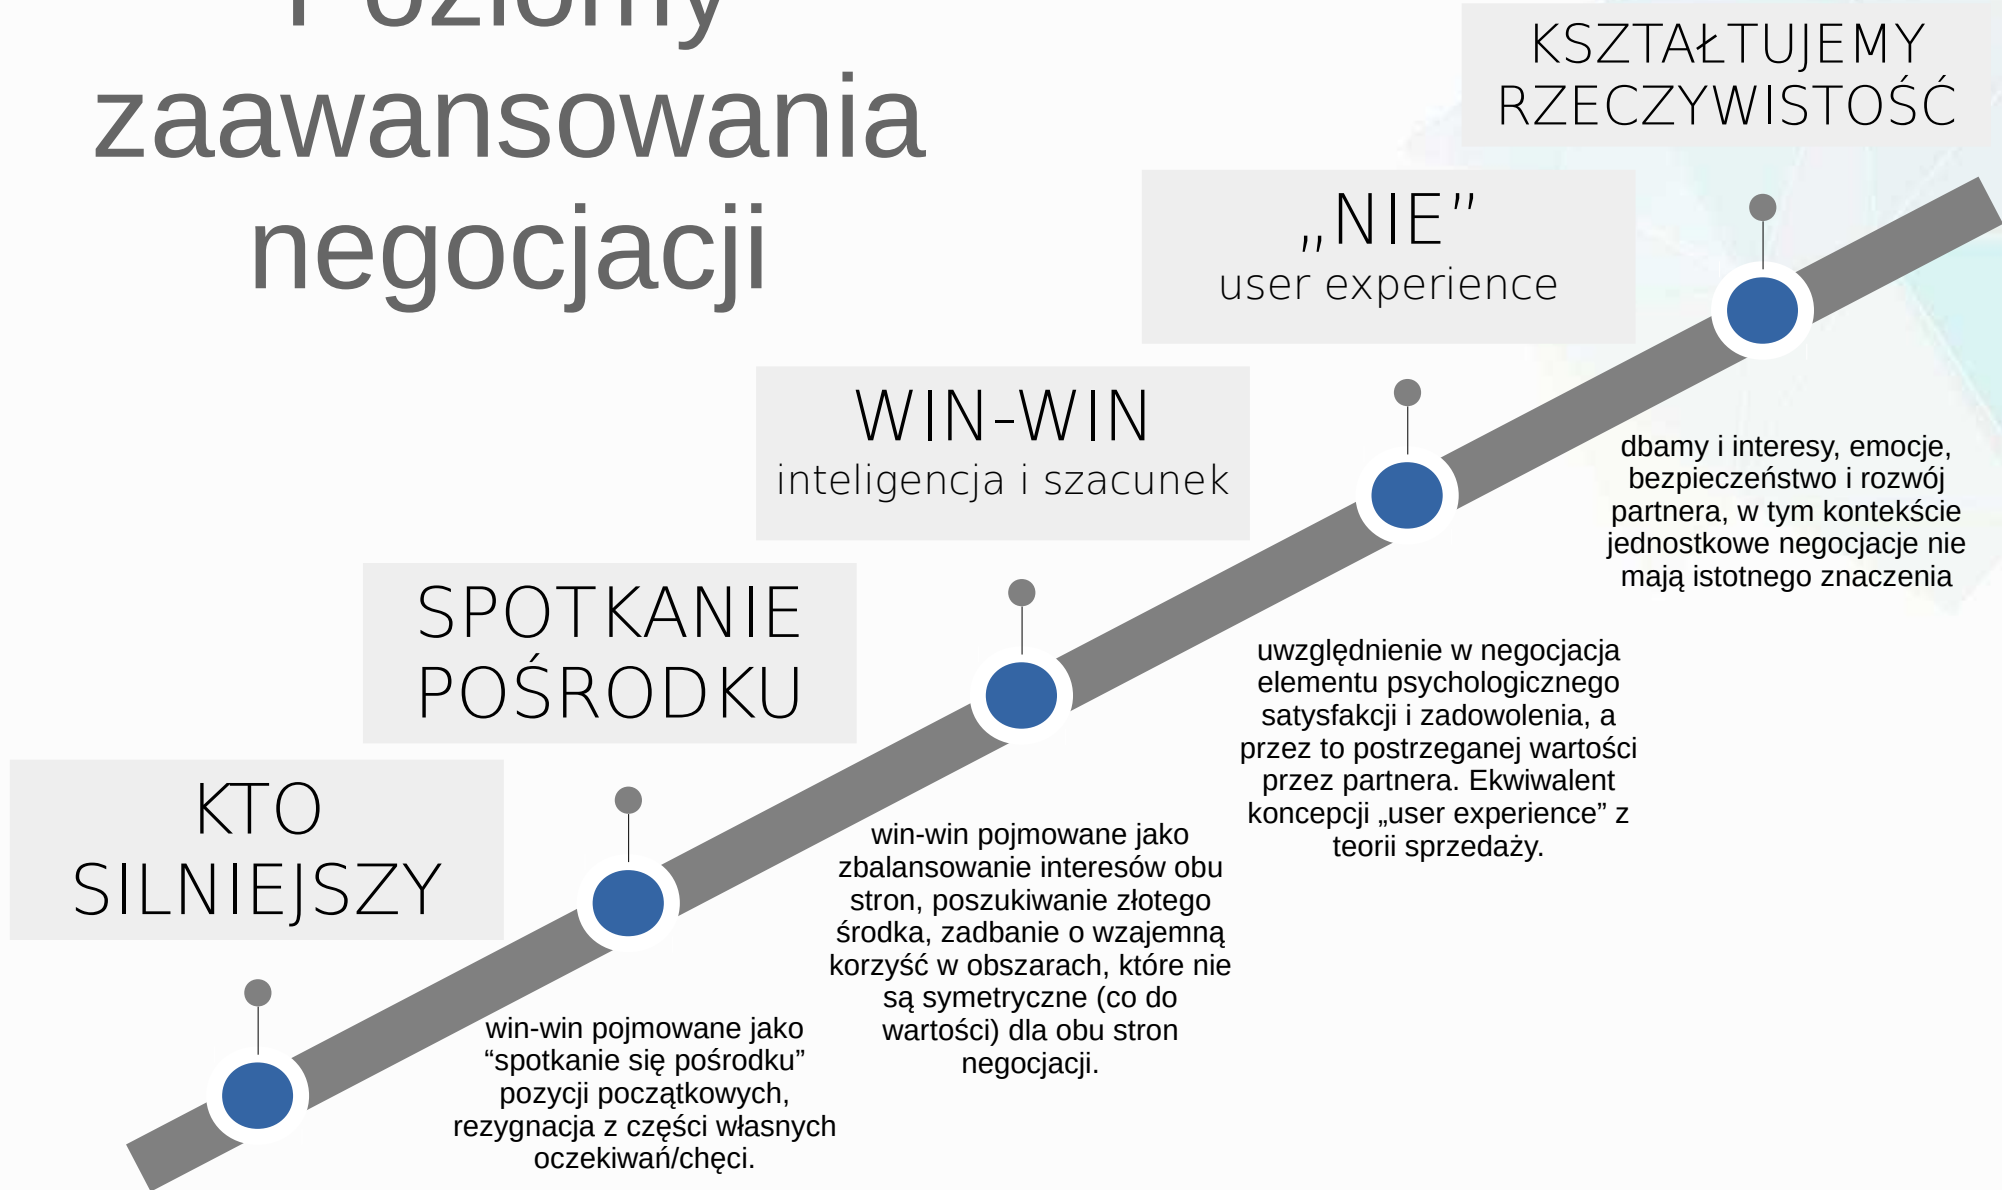 Poziomy
zaawansowania
negocjacji
KSZTAŁTUJEMY
RZECZYWISTOŚĆ
„NIE”
user experience
WIN-WIN
inteligencja i szacunek
SPOTKANIE
POŚRODKU
KTO
SILNIEJSZY
dbamy i interesy, emocje,
bezpieczeństwo i rozwój
partnera, w tym kontekście
jednostkowe negocjacje nie
mają istotnego znaczenia
uwzględnienie w negocjacja
elementu psychologicznego
satysfakcji i zadowolenia, a
przez to postrzeganej wartości
przez partnera. Ekwiwalent
koncepcji „user experience” z
teorii sprzedaży.
win-win pojmowane jako
zbalansowanie interesów obu
stron, poszukiwanie złotego
środka, zadbanie o wzajemną
korzyść w obszarach, które nie
są symetryczne (co do
wartości) dla obu stron
negocjacji.
win-win pojmowane jako
“spotkanie się pośrodku”
pozycji początkowych,
rezygnacja z części własnych
oczekiwań/chęci.